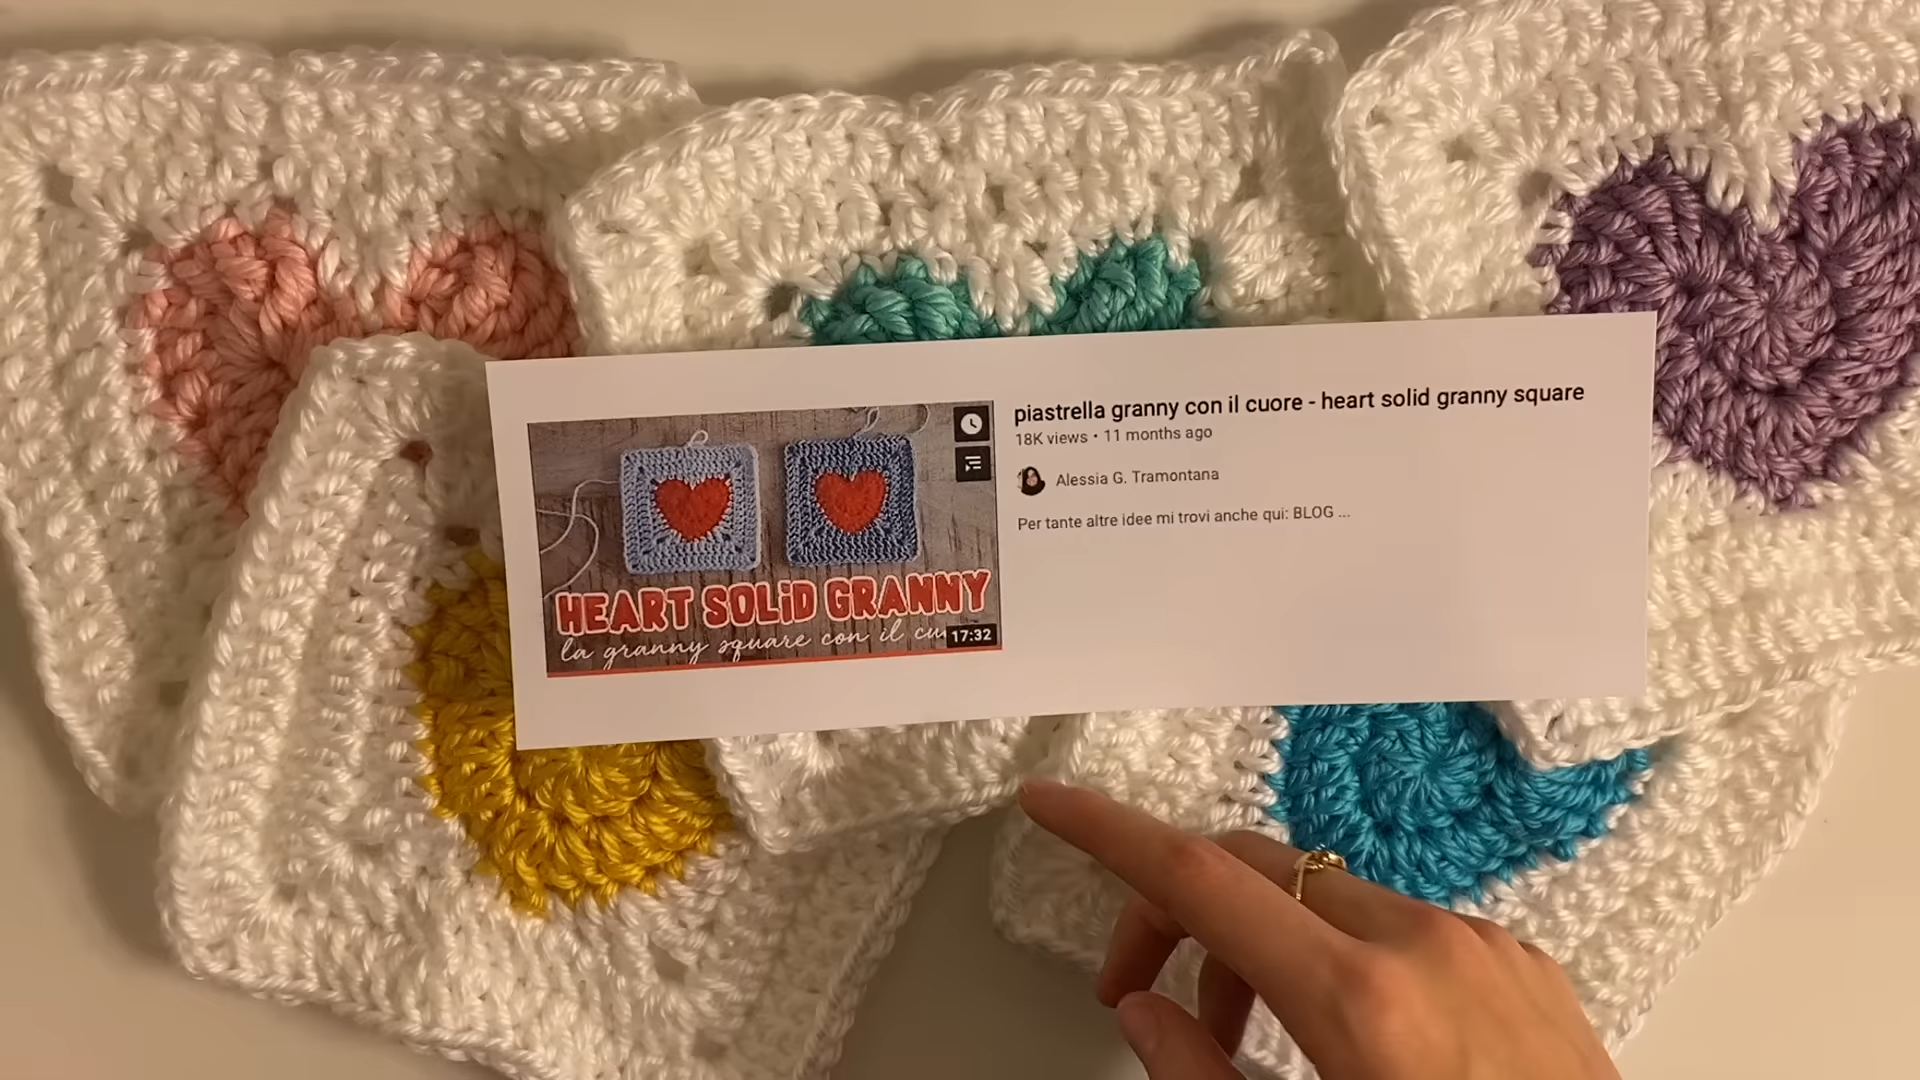 piastrella granny con il cuore - heart solid granny square
18K views • 11 months ago
Alessia G. Tramontana
Per tante altre idee mi trovi anche qui: BLOG ...
HEART SOLiD GRANNY
la granny square con il cu
17:32